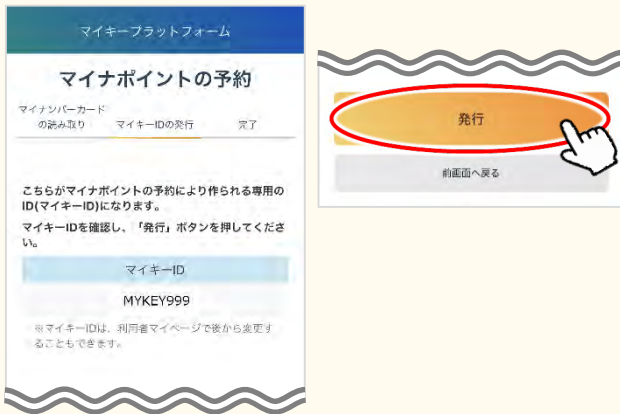 マイキープラットフォーム
マイナポイントの予約
マイナンバーカード
の読み取り
マイキーIDの発行
完了
こちらがマイナポイントの予約により作られる専用の
ID(マイキーID)になります。
マイキーIDを確認し、「発行」ボタンを押してくださ
い。
マイキーID
MYKEY999
※マイキーIDは、利用者マイページで後から変更す
ることもできます。
発行
前画面へ戻る